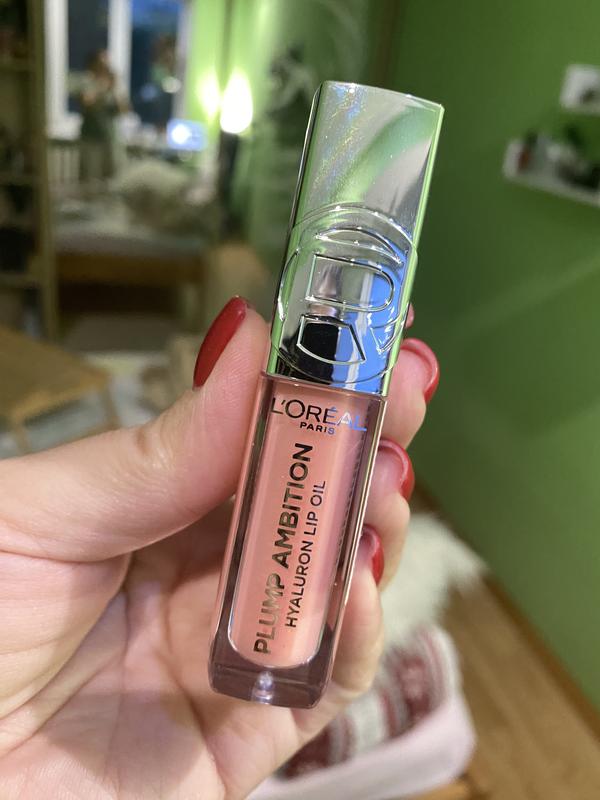 L'ORÉAL
PARIS
PLUMP AMBITION
HYALURON LIP OIL